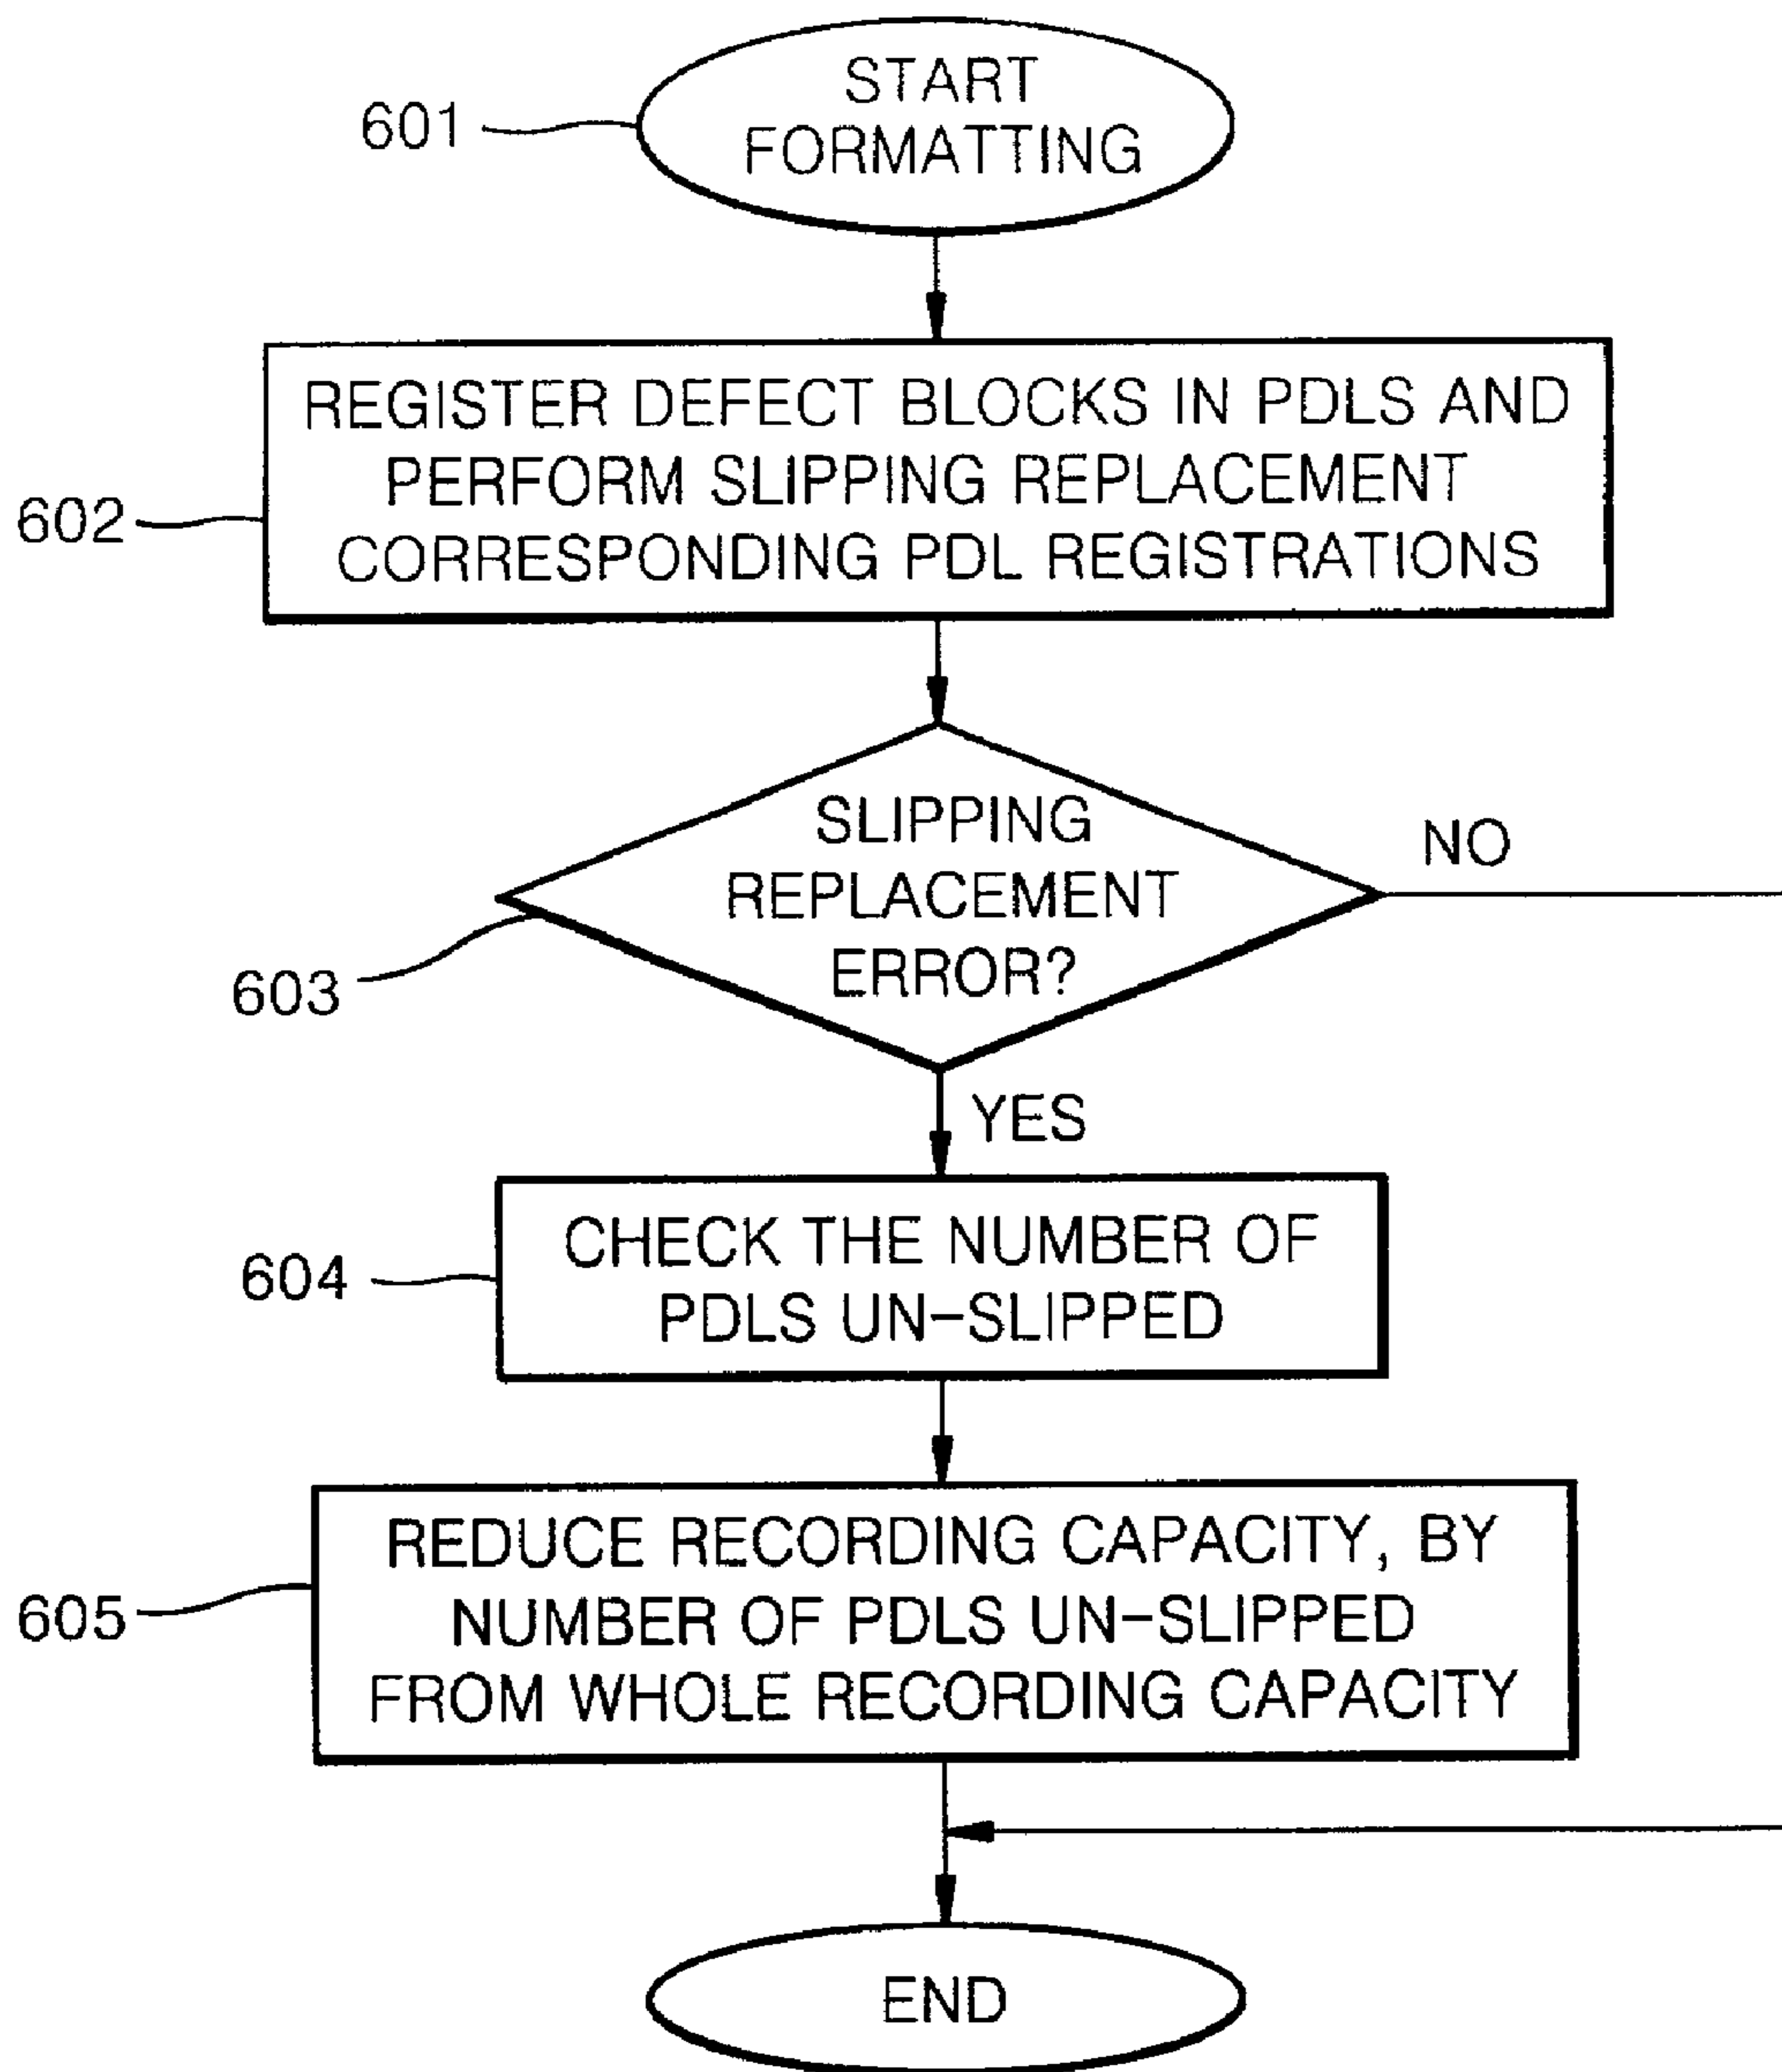 START
FORMATTING
601
REGISTER DEFECT BLOCKS IN PDLS AND
PERFORM SLIPPING REPLACEMENT
CORRESPONDING PDL REGISTRATIONS
602
SLIPPING
REPLACEMENT
ERROR?
NO
603
YES
CHECK THE NUMBER OF
PDLS UN-SLIPPED
604
REDUCE RECORDING CAPACITY, BY
NUMBER OF PDLS UN-SLIPPED
FROM WHOLE RECORDING CAPACITY
605
END